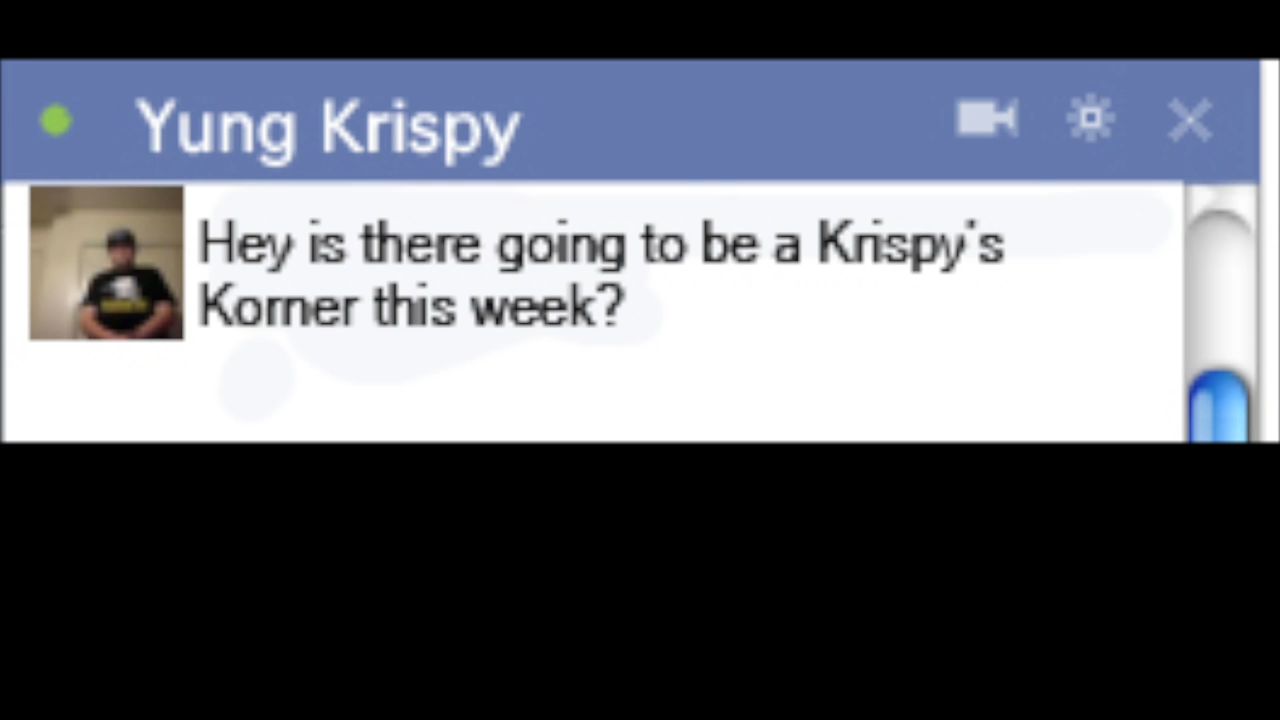 Yung Krispy
Hey is there going to be a Krispy's
Korner this week?